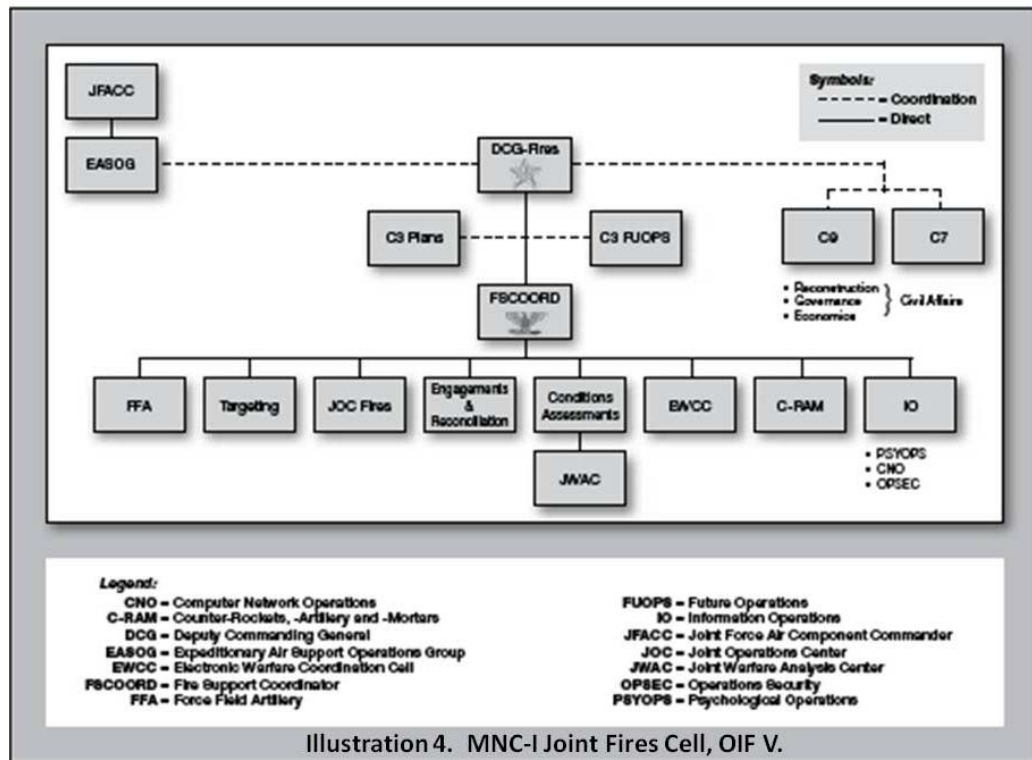 JFACC
Symbols:
= Coordination
= Direct
EASOG
DCG-Fires
C3 Plans
C3 FUOPS
C9
C7
• Reconstruction
• Governance
• Economics
Civil Affairs
FSCOORD
FFA
Targeting
JOC Fires
Engagements
&
Reconciliation
Conditions
Assessments
EWCC
C-RAM
IO
JWAC
• PSYOPS
• CNO
• OPSEC
Legend:
CNO = Computer Network Operations
C-RAM = Counter-Rockets, -Artillery and -Mortars
DCG = Deputy Commanding General
EASOG = Expeditionary Air Support Operations Group
EWCC = Electronic Warfare Coordination Cell
FSCOORD = Fire Support Coordinator
FFA = Force Field Artillery
FUOPS = Future Operations
IO = Information Operations
JFACC = Joint Force Air Component Commander
JOC = Joint Operations Center
JWAC = Joint Warfare Analysis Center
OPSEC = Operations Security
PSYOPS = Psychological Operations
Illustration 4. MNC-I Joint Fires Cell, OIF V.